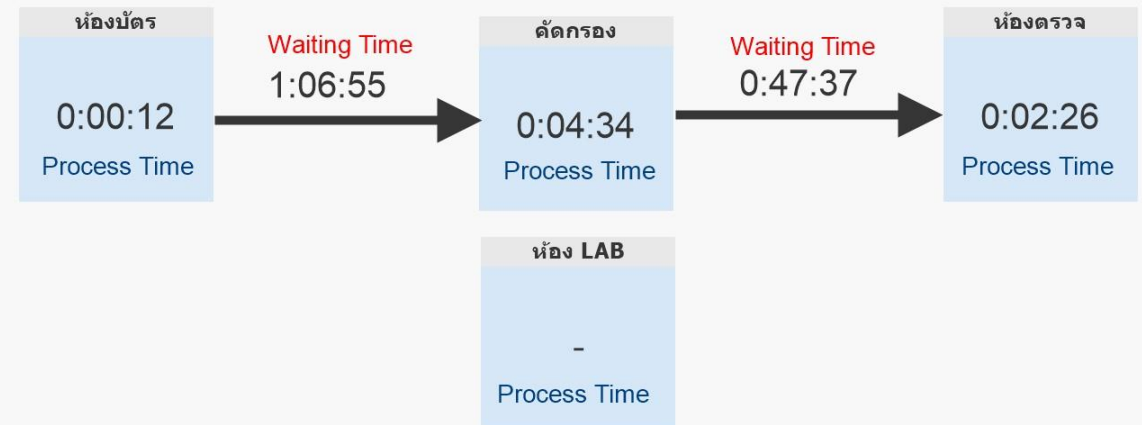 ห้องบัตร
0:00:12
Process Time
Waiting Time
1:06:55
คัดกรอง
0:04:34
Process Time
Waiting Time
0:47:37
ห้องตรวจ
0:02:26
Process Time
ห้อง LAB
-
Process Time